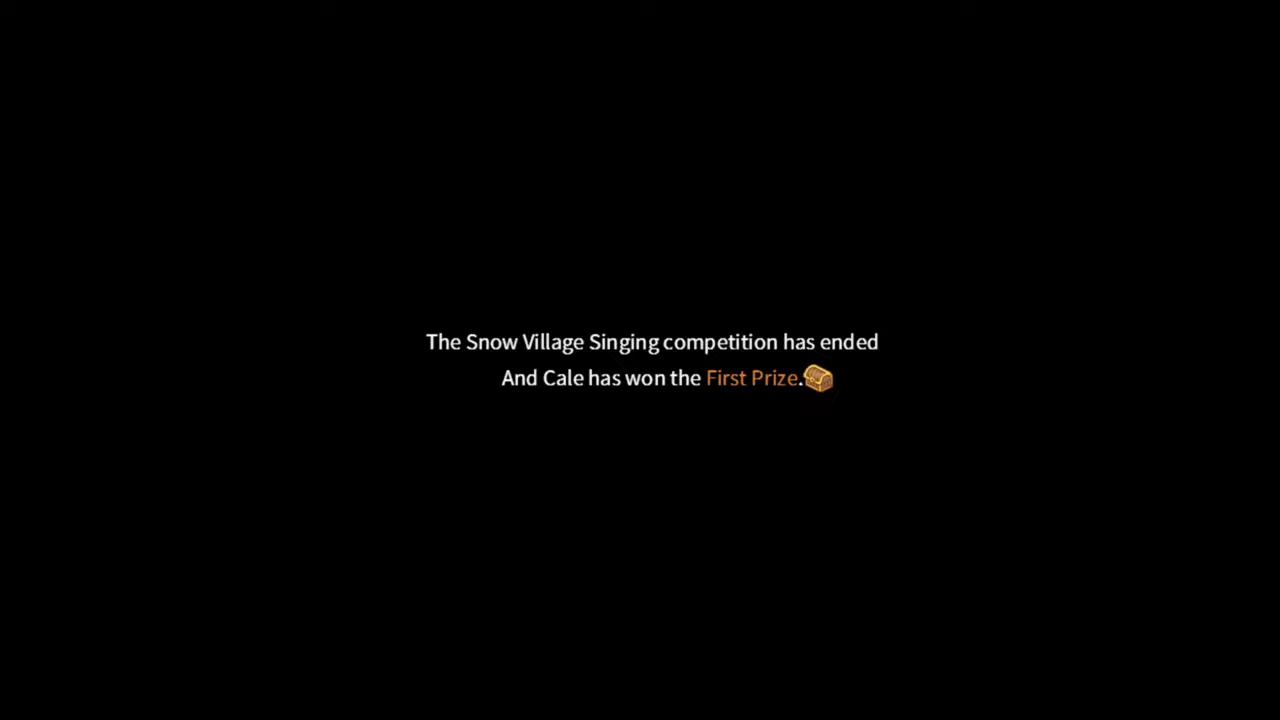 The Snow Village Singing competition has ended
And Cale has won the First Prize.